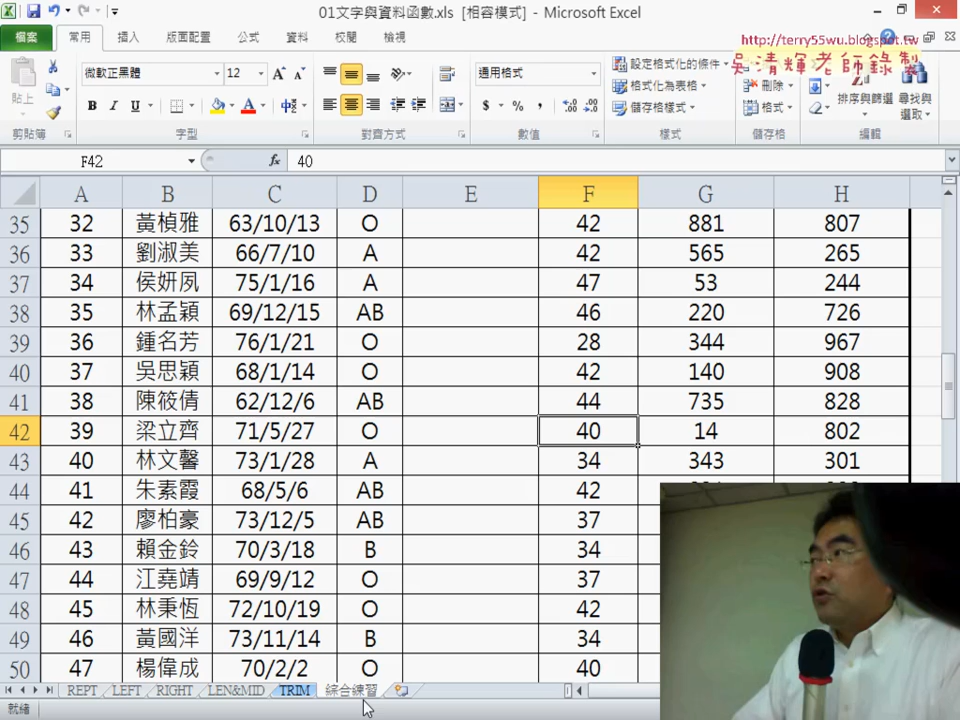 01文字與資料函數.xls [相容模式] - Microsoft Excel
檔案 常用 插入 版面配置 公式 資料 校閱 檢視
http://terry55wu.blogspot.tw
吳清輝老師錄製
貼上 微軟正黑體 12 通用格式 設定格式化的條件 格式化為表格 儲存格樣式 刪除 格式 排序與篩選 尋找與選取
剪貼簿 字型 對齊方式 數值 樣式 儲存格 編輯
F42 fx 40
A B C D E F G H
35 32 黃楨雅 63/10/13 O 42 881 807
36 33 劉淑美 66/7/10 A 42 565 265
37 34 侯妍夙 75/1/16 A 47 53 244
38 35 林孟穎 69/12/15 AB 46 220 726
39 36 鍾名芳 76/1/21 O 28 344 967
40 37 吳思穎 68/1/14 O 42 140 908
41 38 陳筱倩 62/12/6 AB 44 735 828
42 39 梁立齊 71/5/27 O 40 14 802
43 40 林文馨 73/1/28 A 34 343 301
44 41 朱素霞 68/5/6 AB 42
45 42 廖柏豪 73/12/5 AB 37
46 43 賴金鈴 70/3/18 B 34
47 44 江堯靖 69/9/12 O 37
48 45 林秉恆 72/10/19 O 42
49 46 黃國洋 73/11/14 B 34
50 47 楊偉成 70/2/2 O 40
REPT LEFT RIGHT LEN&MID TRIM 綜合練習
就緒